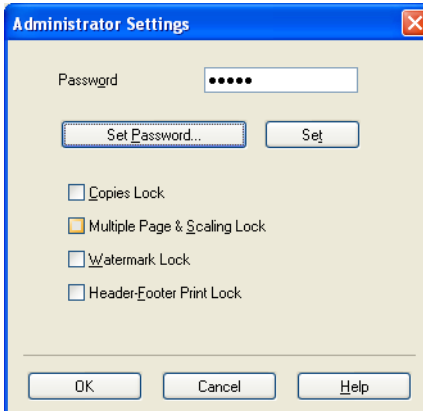 Administrator Settings
Password •••••
Set Password... Set
Copies Lock
Multiple Page & Scaling Lock
Watermark Lock
Header-Footer Print Lock
OK Cancel Help